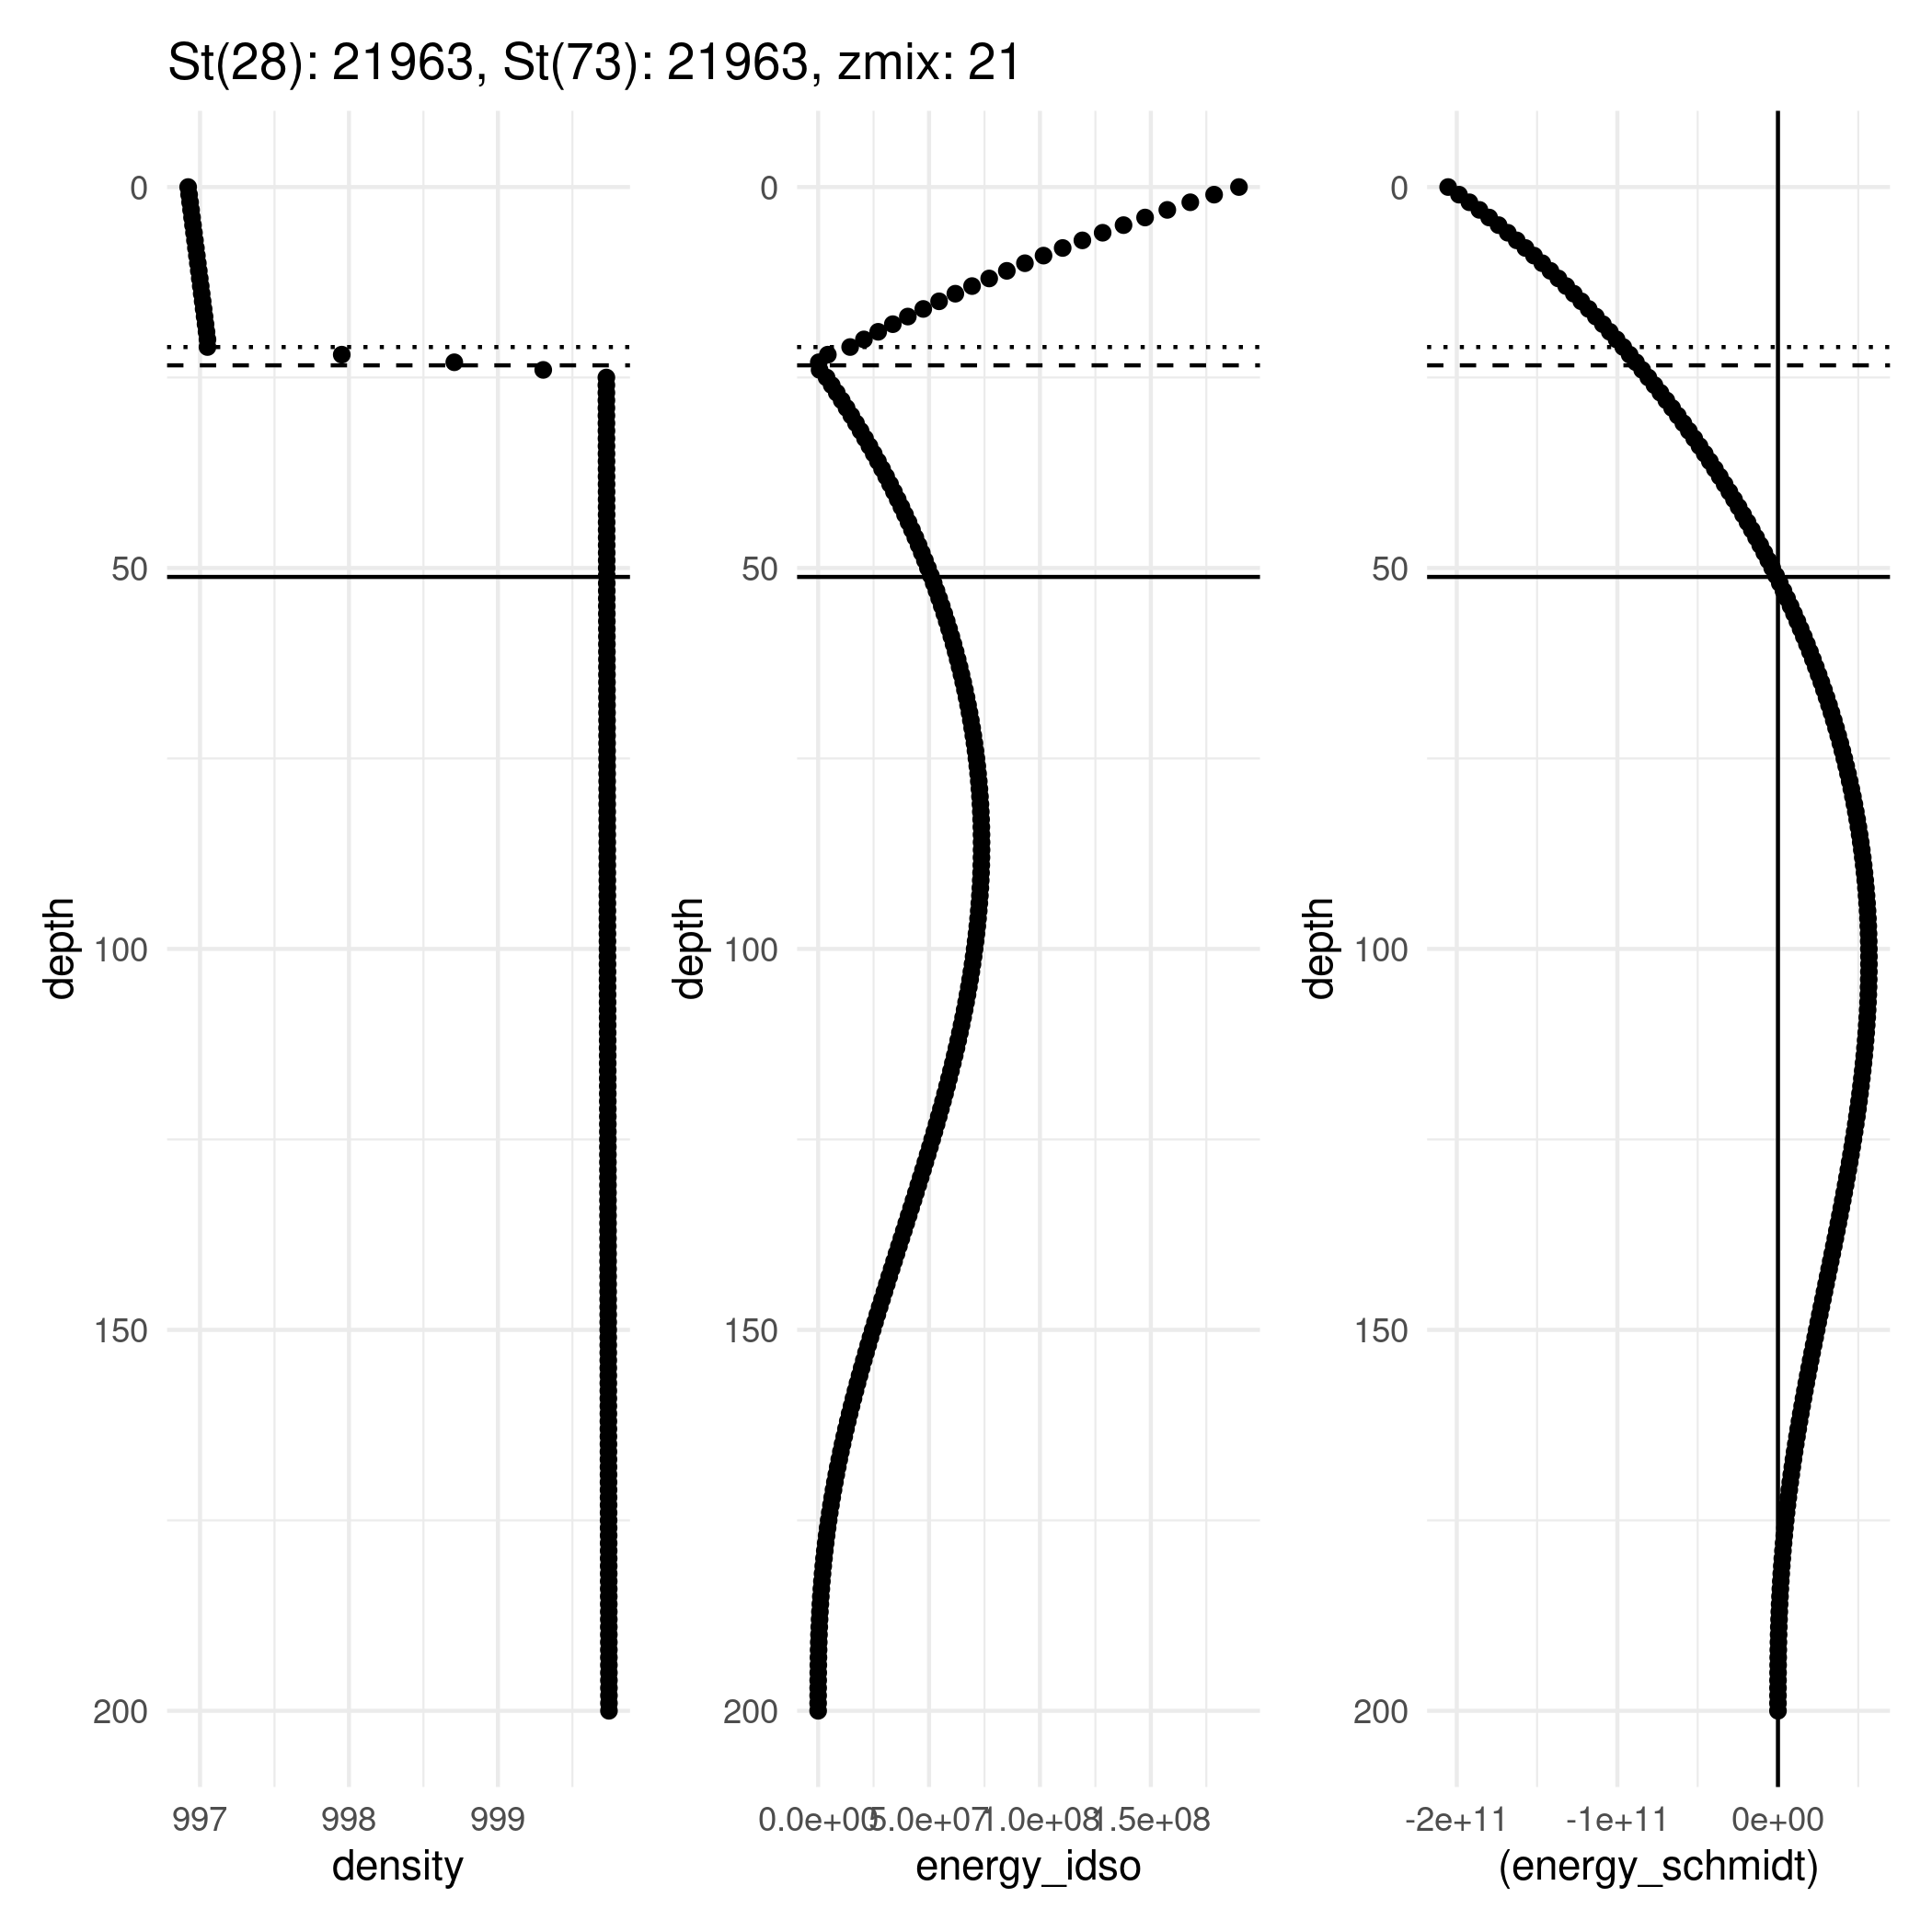 St(28): 21963, St(73): 21963, zmix: 21
0
50
100
150
200
depth
997
998
999
density
0
50
100
150
200
depth
0.0e+00
5.0e+07
1.0e+08
1.5e+08
energy_idso
0
50
100
150
200
depth
-2e+11
-1e+11
0e+00
(energy_schmidt)